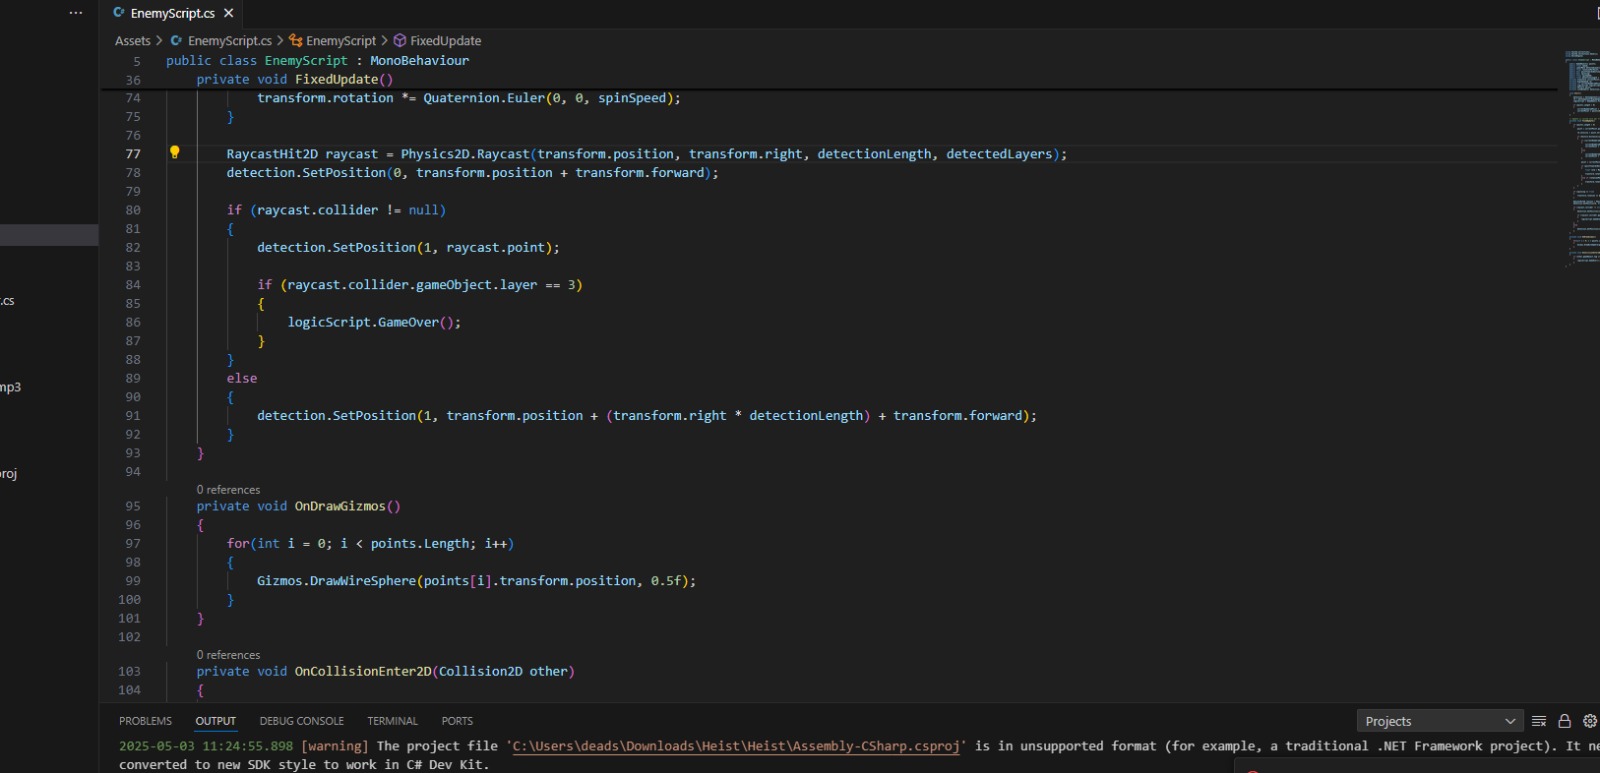 EnemyScript.cs
Assets > EnemyScript.cs > EnemyScript > FixedUpdate
5 public class EnemyScript : MonoBehaviour
36 private void FixedUpdate()
74 transform.rotation *= Quaternion.Euler(0, 0, spinSpeed);
75 }
76
77 RaycastHit2D raycast = Physics2D.Raycast(transform.position, transform.right, detectionLength, detectedLayers);
78 detection.SetPosition(0, transform.position + transform.forward);
79
80 if (raycast.collider != null)
81 {
82 detection.SetPosition(1, raycast.point);
83
84 if (raycast.collider.gameObject.layer == 3)
85 {
86 logicScript.GameOver();
87 }
88 }
89 else
90 {
91 detection.SetPosition(1, transform.position + (transform.right * detectionLength) + transform.forward);
92 }
93 }
94
0 references
95 private void OnDrawGizmos()
96 {
97 for(int i = 0; i < points.Length; i++)
98 {
99 Gizmos.DrawWireSphere(points[i].transform.position, 0.5f);
100 }
101 }
102
0 references
103 private void OnCollisionEnter2D(Collision2D other)
104 {
.cs
mp3
roj
PROBLEMS OUTPUT DEBUG CONSOLE TERMINAL PORTS Projects
2025-05-03 11:24:55.898 [warning] The project file 'C:\Users\deads\Downloads\Heist\Heist\Assembly-CSharp.csproj' is in unsupported format (for example, a traditional .NET Framework project). It ne
converted to new SDK style to work in C# Dev Kit.